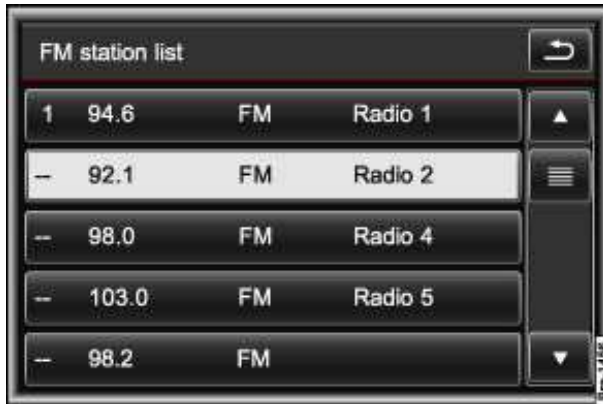 FM station list
1 94.6 FM Radio 1
-- 92.1 FM Radio 2
-- 98.0 FM Radio 4
-- 103.0 FM Radio 5
-- 98.2 FM